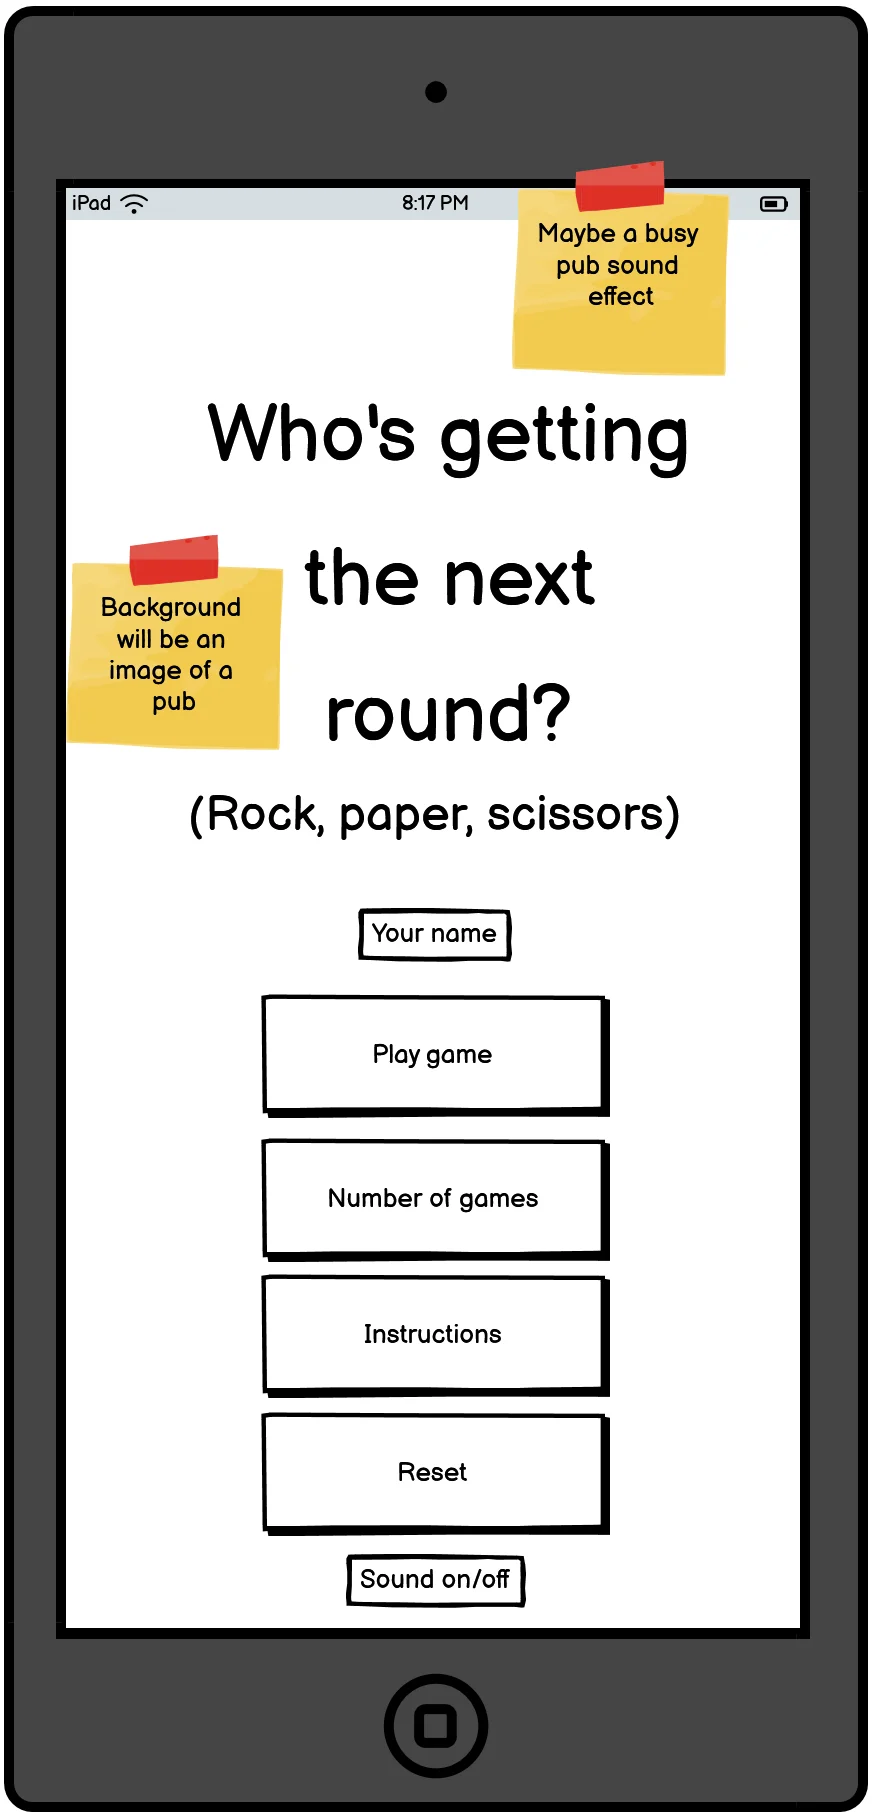 iPad 8:17 PM
Maybe a busy
pub sound
effect
Who's getting
the next
round?
Background
will be an
image of a
pub
(Rock, paper, scissors)
Your name
Play game
Number of games
Instructions
Reset
Sound on/off